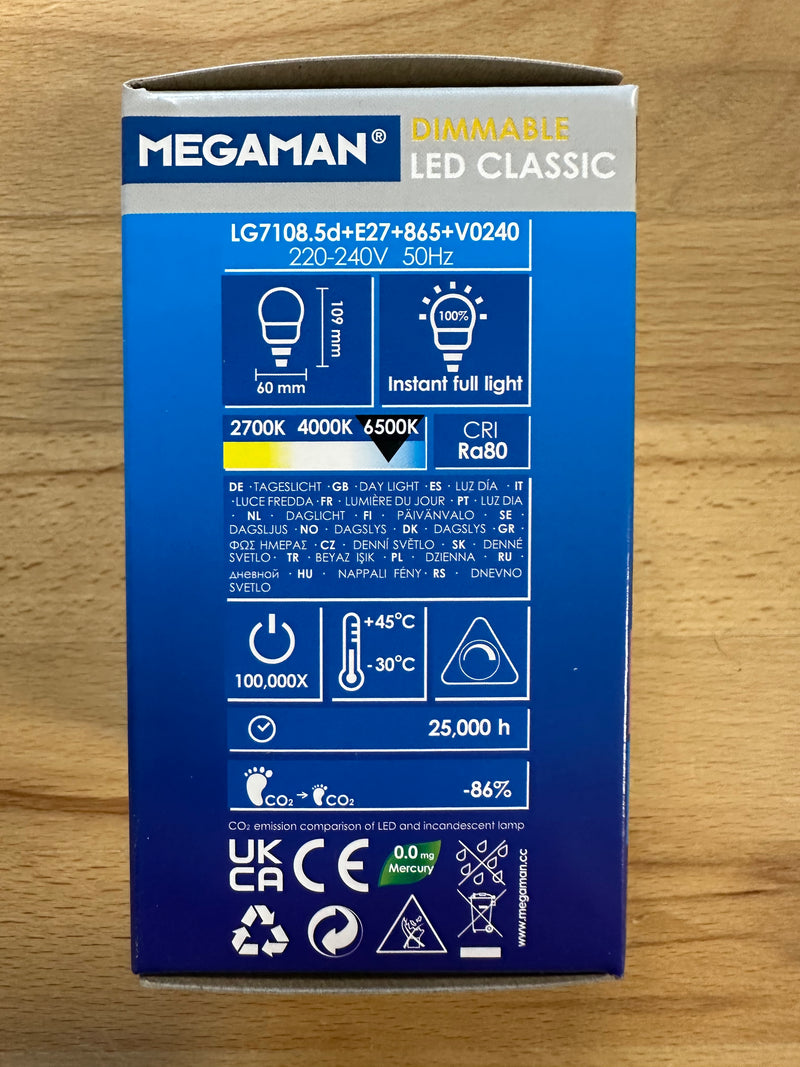 MEGAMAN®
DIMMABLE
LED CLASSIC
LG7108.5d+E27+865+V0240
220-240V 50Hz
109 mm
60 mm
100%
Instant full light
2700K 4000K 6500K
CRI
Ra80
DE · TAGESLICHT · GB · DAY LIGHT · ES · LUZ DÍA · IT
· LUCE FREDDA · FR · LUMIÈRE DU JOUR · PT · LUZ DIA
· NL · DAGLICHT · FI · PÄIVÄNVALO · SE ·
DAGSLJUS · NO · DAGSLYS · DK · DAGSLYS · GR ·
ΦΩΣ ΗΜΕΡΑΣ · CZ · DENNÍ SVĚTLO · SK · DENNÉ
SVETLO · TR · BEYAZ IŞIK · PL · DZIENNA · RU ·
дневной · HU · NAPPALI FÉNY · RS · DNEVNO
SVETLO
100,000X
+45°C
-30°C
25,000 h
CO₂ → CO₂
-86%
CO₂ emission comparison of LED and incandescent lamp
UK
CA
CE
0.0 mg
Mercury
www.megaman.cc